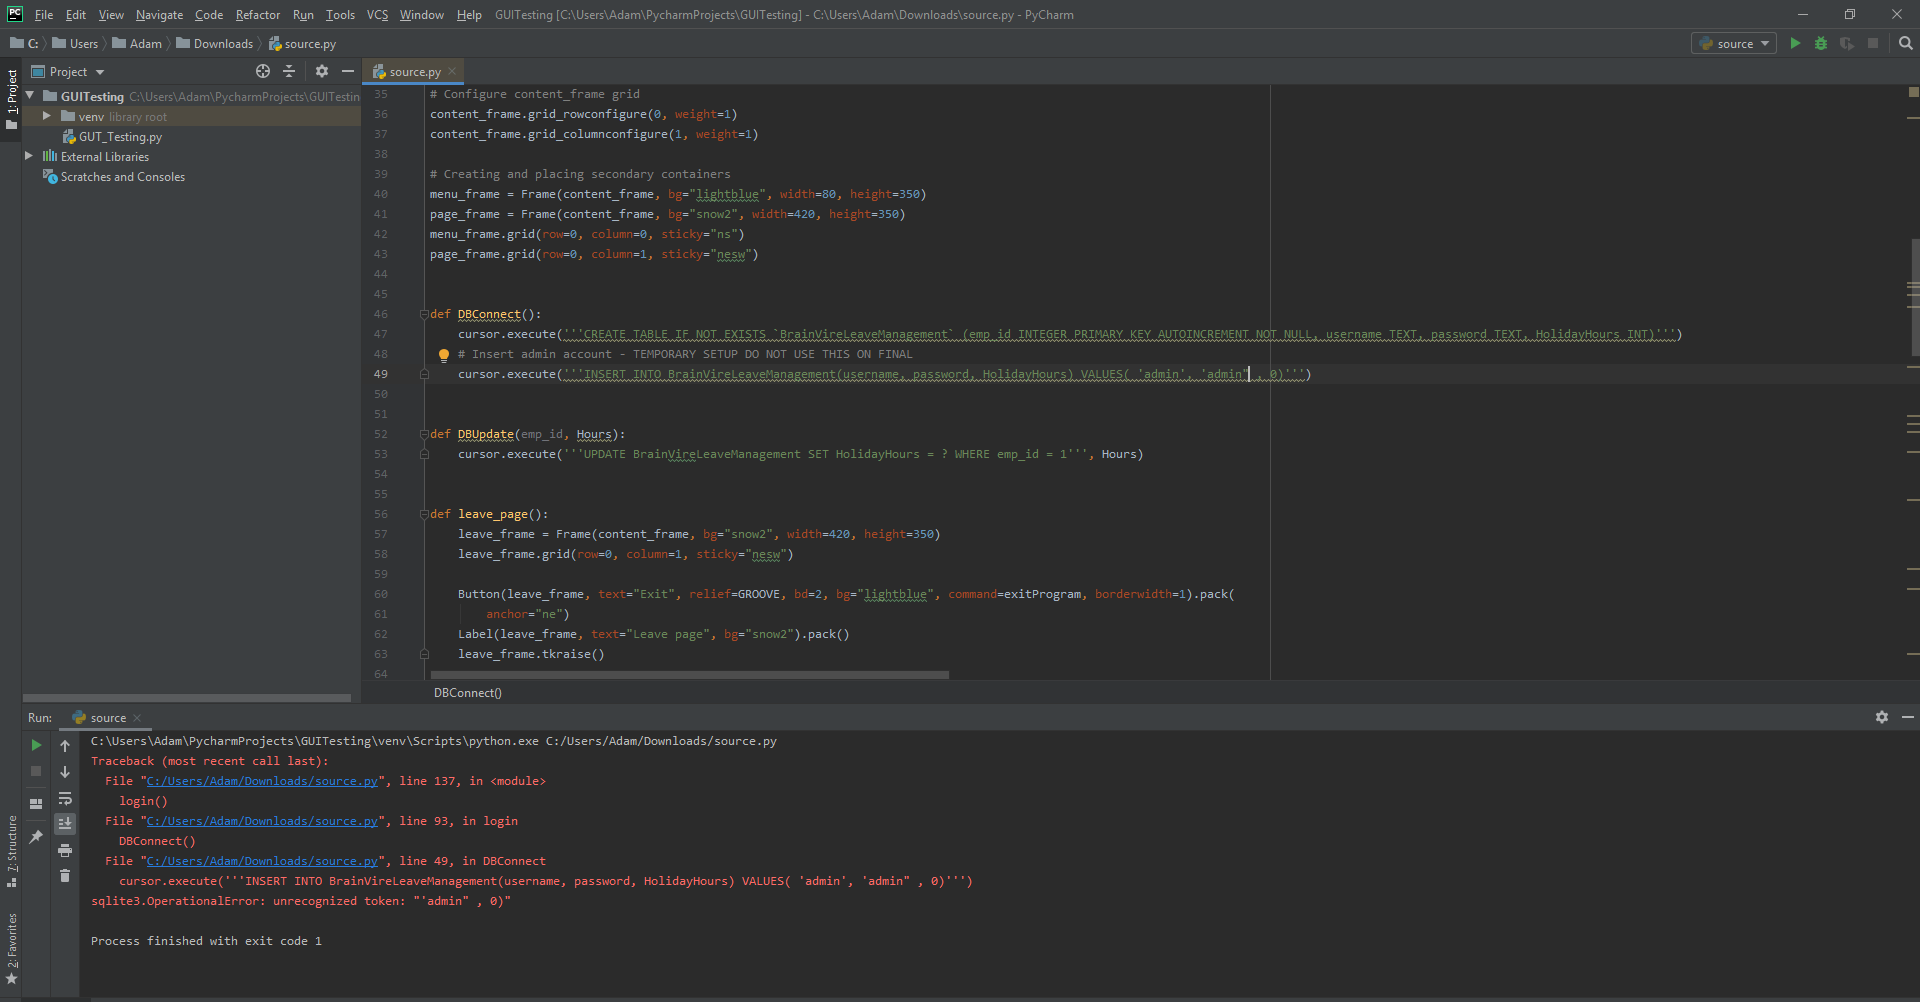 File Edit View Navigate Code Refactor Run Tools VCS Window Help GUITesting [C:\Users\Adam\PycharmProjects\GUITesting] - C:\Users\Adam\Downloads\source.py - PyCharm
C: Users Adam Downloads source.py source
Project
source.py
1: Project
GUITesting C:\Users\Adam\PycharmProjects\GUITestin
venv library root
GUT_Testing.py
External Libraries
Scratches and Consoles
35 # Configure content_frame grid
36 content_frame.grid_rowconfigure(0, weight=1)
37 content_frame.grid_columnconfigure(1, weight=1)
38
39 # Creating and placing secondary containers
40 menu_frame = Frame(content_frame, bg="lightblue", width=80, height=350)
41 page_frame = Frame(content_frame, bg="snow2", width=420, height=350)
42 menu_frame.grid(row=0, column=0, sticky="ns")
43 page_frame.grid(row=0, column=1, sticky="nesw")
44
45
46 def DBConnect():
47 cursor.execute('''CREATE TABLE IF NOT EXISTS `BrainVireLeaveManagement` (emp_id INTEGER PRIMARY KEY AUTOINCREMENT NOT NULL, username TEXT, password TEXT, HolidayHours INT)''')
48 # Insert admin account - TEMPORARY SETUP DO NOT USE THIS ON FINAL
49 cursor.execute('''INSERT INTO BrainVireLeaveManagement(username, password, HolidayHours) VALUES( 'admin', 'admin" , 0)''')
50
51
52 def DBUpdate(emp_id, Hours):
53 cursor.execute('''UPDATE BrainVireLeaveManagement SET HolidayHours = ? WHERE emp_id = 1''', Hours)
54
55
56 def leave_page():
57 leave_frame = Frame(content_frame, bg="snow2", width=420, height=350)
58 leave_frame.grid(row=0, column=1, sticky="nesw")
59
60 Button(leave_frame, text="Exit", relief=GROOVE, bd=2, bg="lightblue", command=exitProgram, borderwidth=1).pack(
61 anchor="ne")
62 Label(leave_frame, text="Leave page", bg="snow2").pack()
63 leave_frame.tkraise()
64
DBConnect()
Run: source
C:\Users\Adam\PycharmProjects\GUITesting\venv\Scripts\python.exe C:/Users/Adam/Downloads/source.py
Traceback (most recent call last):
File "C:/Users/Adam/Downloads/source.py", line 137, in <module>
login()
File "C:/Users/Adam/Downloads/source.py", line 93, in login
DBConnect()
File "C:/Users/Adam/Downloads/source.py", line 49, in DBConnect
cursor.execute('''INSERT INTO BrainVireLeaveManagement(username, password, HolidayHours) VALUES( 'admin', 'admin" , 0)''')
sqlite3.OperationalError: unrecognized token: "'admin" , 0)"
Process finished with exit code 1
7: Structure
2: Favorites